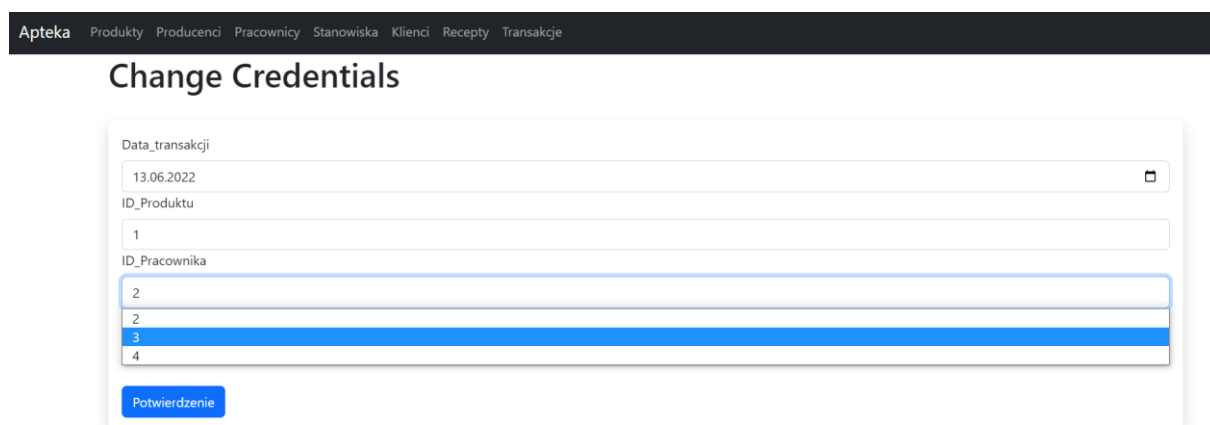 Apteka Produkty Producenci Pracownicy Stanowiska Klienci Recepty Transakcje
Change Credentials
Data_transakcji
13.06.2022
ID_Produktu
1
ID_Pracownika
2
2
3
4
Potwierdzenie